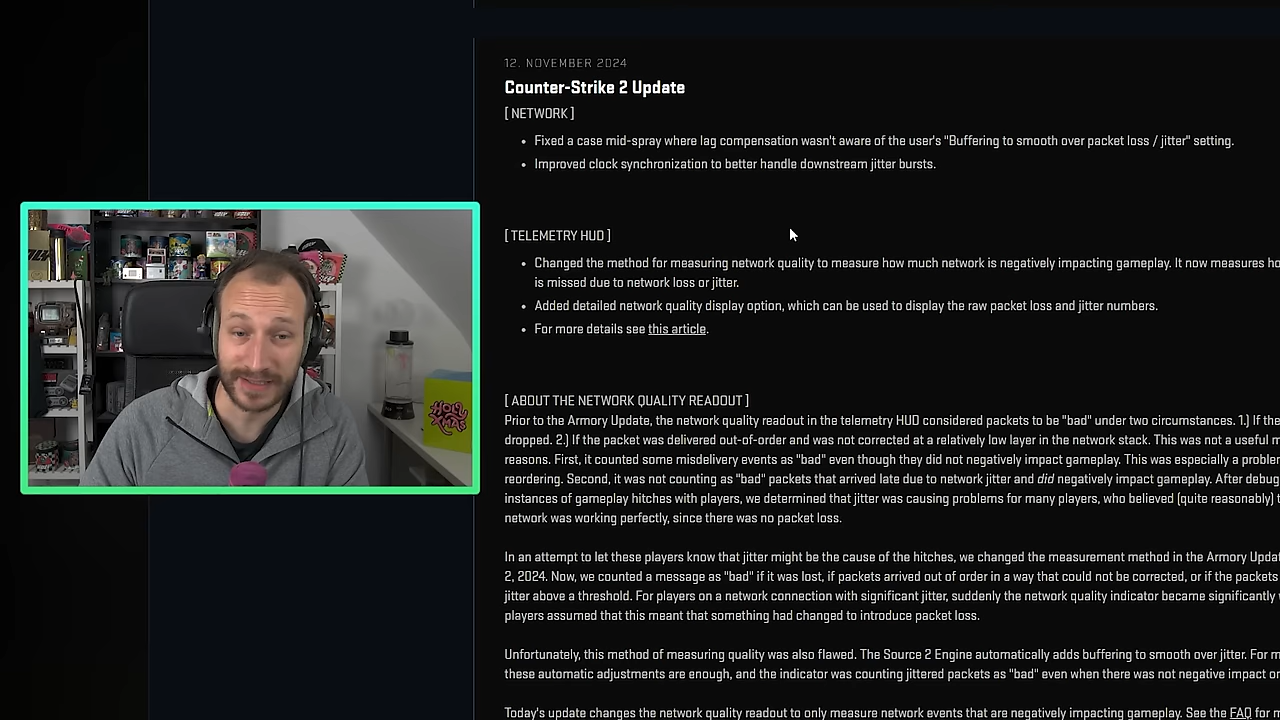 12. NOVEMBER 2024
Counter-Strike 2 Update
[ NETWORK ]
• Fixed a case mid-spray where lag compensation wasn't aware of the user's "Buffering to smooth over packet loss / jitter" setting.
• Improved clock synchronization to better handle downstream jitter bursts.
[ TELEMETRY HUD ]
• Changed the method for measuring network quality to measure how much network is negatively impacting gameplay. It now measures
is missed due to network loss or jitter.
• Added detailed network quality display option, which can be used to display the raw packet loss and jitter numbers.
• For more details see this article.
[ ABOUT THE NETWORK QUALITY READOUT ]
Prior to the Armory Update, the network quality readout in the telemetry HUD considered packets to be "bad" under two circumstances. 1.) If the
dropped. 2.) If the packet was delivered out-of-order and was not corrected at a relatively low layer in the network stack. This was not a useful
reasons. First, it counted some misdelivery events as "bad" even though they did not negatively impact gameplay. This was especially a
reordering. Second, it was not counting as "bad" packets that arrived late due to network jitter and did negatively impact gameplay. After
instances of gameplay hitches with players, we determined that jitter was causing problems for many players, who believed (quite reasonably)
network was working perfectly, since there was no packet loss.
In an attempt to let these players know that jitter might be the cause of the hitches, we changed the measurement method in the Armory
2, 2024. Now, we counted a message as "bad" if it was lost, if packets arrived out of order in a way that could not be corrected, or if the packets
jitter above a threshold. For players on a network connection with significant jitter, suddenly the network quality indicator became significantly
players assumed that this meant that something had changed to introduce packet loss.
Unfortunately, this method of measuring quality was also flawed. The Source 2 Engine automatically adds buffering to smooth over jitter. For
these automatic adjustments are enough, and the indicator was counting jittered packets as "bad" even when there was not negative impact
Today's update changes the network quality readout to only measure network events that are negatively impacting gameplay. See the FAQ for
HOLY
XMAS